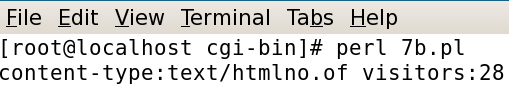 File Edit View Terminal Tabs Help
[root@localhost cgi-bin]# perl 7b.pl
content-type:text/htmlno.of visitors:28